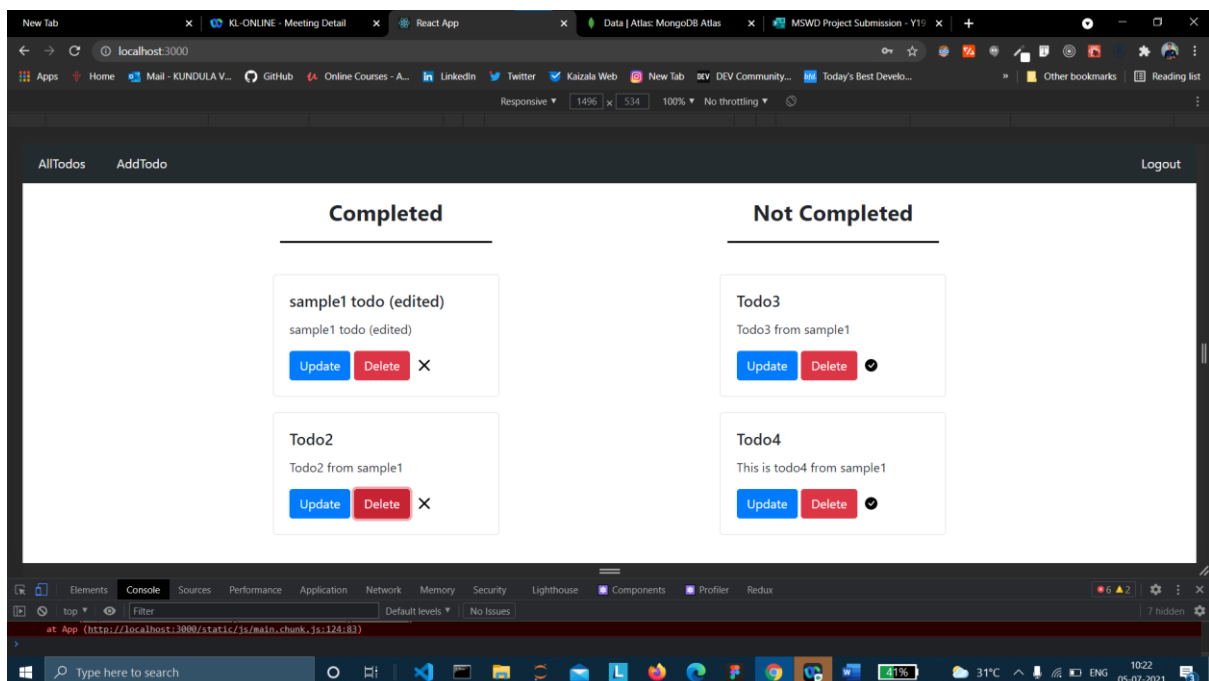 New Tab KL-ONLINE - Meeting Detail React App Data | Atlas: MongoDB Atlas MSWD Project Submission - Y19
localhost:3000
Apps Home Mail - KUNDULA V... GitHub Online Courses - A... LinkedIn Twitter Kaizala Web New Tab DEV DEV Community... Today's Best Develo... » Other bookmarks Reading list
Responsive 1496 x 534 100% No throttling
AllTodos AddTodo Logout
Completed Not Completed
sample1 todo (edited) Todo3
sample1 todo (edited) Todo3 from sample1
Update Delete Update Delete
Todo2 Todo4
Todo2 from sample1 This is todo4 from sample1
Update Delete Update Delete
Elements Console Sources Performance Application Network Memory Security Lighthouse Components Profiler Redux 6 2
top Filter Default levels No Issues 7 hidden
at App (http://localhost:3000/static/js/main.chunk.js:124:83)
Type here to search 41% 31°C ENG 10:22
05-07-2021